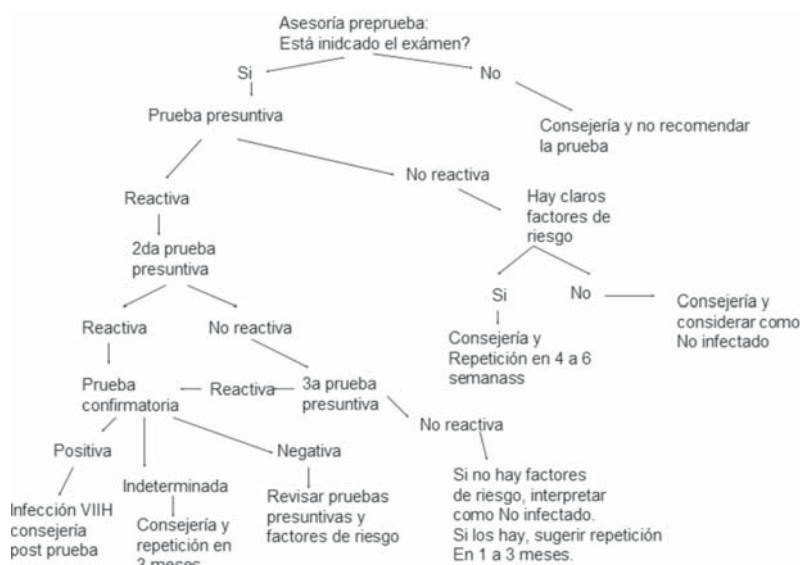 Asesoría preprueba:
Está inidcado el exámen?
Si
No
Prueba presuntiva
Consejería y no recomendar
la prueba
Reactiva
No reactiva
Hay claros
factores de
riesgo
2da prueba
presuntiva
Si
No
Consejería y
considerar como
No infectado
Consejería y
Repetición en 4 a 6
semanass
Reactiva
No reactiva
Prueba
confirmatoria
Reactiva
3a prueba
presuntiva
No reactiva
Positiva
Indeterminada
Negativa
Infección VIIH
consejería
post prueba
Consejería y
repetición en
3 meses
Revisar pruebas
presuntivas y
factores de riesgo
Si no hay factores
de riesgo, interpretar
como No infectado.
Si los hay, sugerir repetición
En 1 a 3 meses.